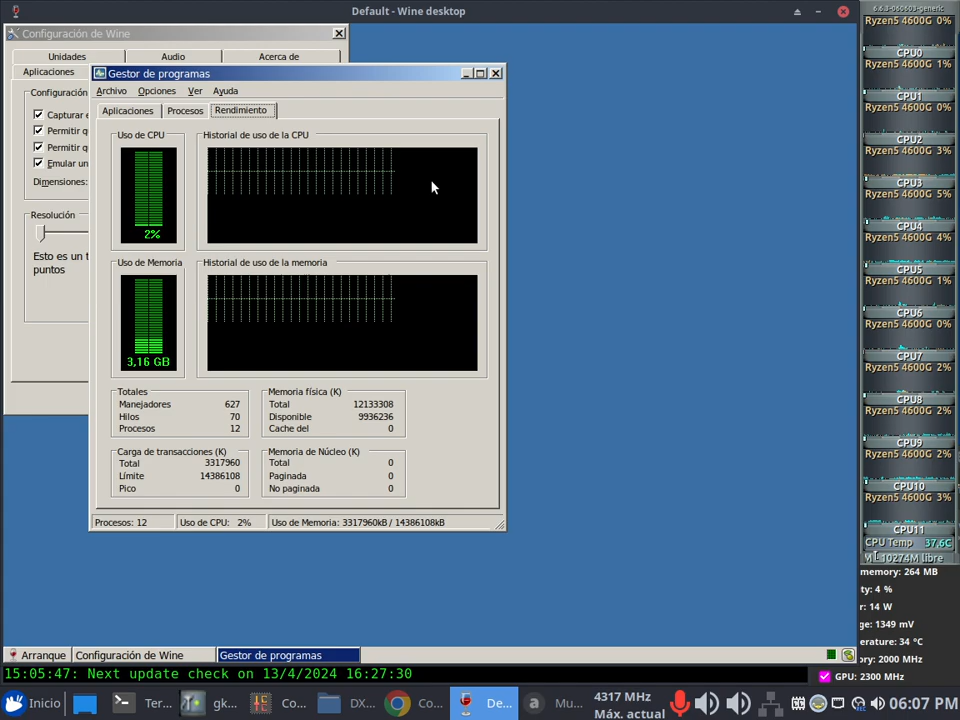 Default - Wine desktop
6.6.3-060603-generic
Configuración de Wine
Unidades
Audio
Acerca de
Aplicaciones
Configuración
Capturar e
Permitir q
Permitir q
Emular un
Dimensiones:
Resolución
Esto es un t
puntos
Gestor de programas
Archivo
Opciones
Ver
Ayuda
Aplicaciones
Procesos
Rendimiento
Uso de CPU
Historial de uso de la CPU
2%
Uso de Memoria
Historial de uso de la memoria
3,16 GB
Totales
Manejadores 627
Hilos 70
Procesos 12
Memoria física (K)
Total 12133308
Disponible 9936236
Cache del 0
Carga de transacciones (K)
Total 3317960
Límite 14386108
Pico 0
Memoria de Núcleo (K)
Total 0
Paginada 0
No paginada 0
Procesos: 12
Uso de CPU: 2%
Uso de Memoria: 3317960kB / 14386108kB
Ryzen5 4600G 0%
CPU0
Ryzen5 4600G 1%
CPU1
Ryzen5 4600G 0%
CPU2
Ryzen5 4600G 3%
CPU3
Ryzen5 4600G 5%
CPU4
Ryzen5 4600G 4%
CPU5
Ryzen5 4600G 1%
CPU6
Ryzen5 4600G 0%
CPU7
Ryzen5 4600G 2%
CPU8
Ryzen5 4600G 2%
CPU9
Ryzen5 4600G 2%
CPU10
Ryzen5 4600G 3%
CPU11
CPU Temp 37.6C
10274M libre
memory: 264 MB
ty: 4 %
r: 14 W
ge: 1349 mV
erature: 34 °C
ory: 2000 MHz
GPU: 2300 MHz
Arranque
Configuración de Wine
Gestor de programas
15:05:47: Next update check on 13/4/2024 16:27:30
Inicio
Ter...
gk...
Co...
DX...
Co...
De...
Mu...
4317 MHz
Máx. actual
06:07 PM